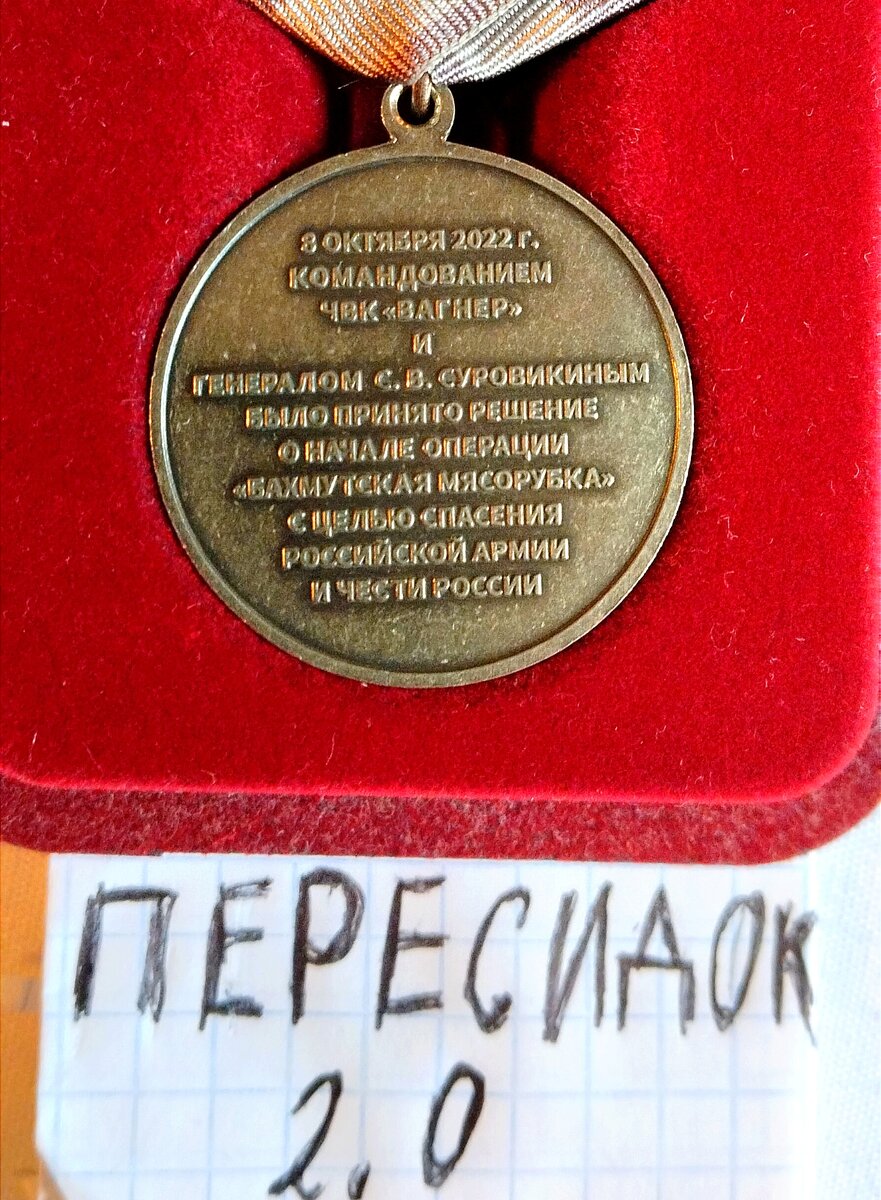 8 ОКТЯБРЯ 2022 г.
КОМАНДОВАНИЕМ
ЧВК «ВАГНЕР»
И
ГЕНЕРАЛОМ С. В. СУРОВИКИНЫМ
БЫЛО ПРИНЯТО РЕШЕНИЕ
О НАЧАЛЕ ОПЕРАЦИИ
«БАХМУТСКАЯ МЯСОРУБКА»
С ЦЕЛЬЮ СПАСЕНИЯ
РОССИЙСКОЙ АРМИИ
И ЧЕСТИ РОССИИ
ПЕРЕСИДОК
2.0